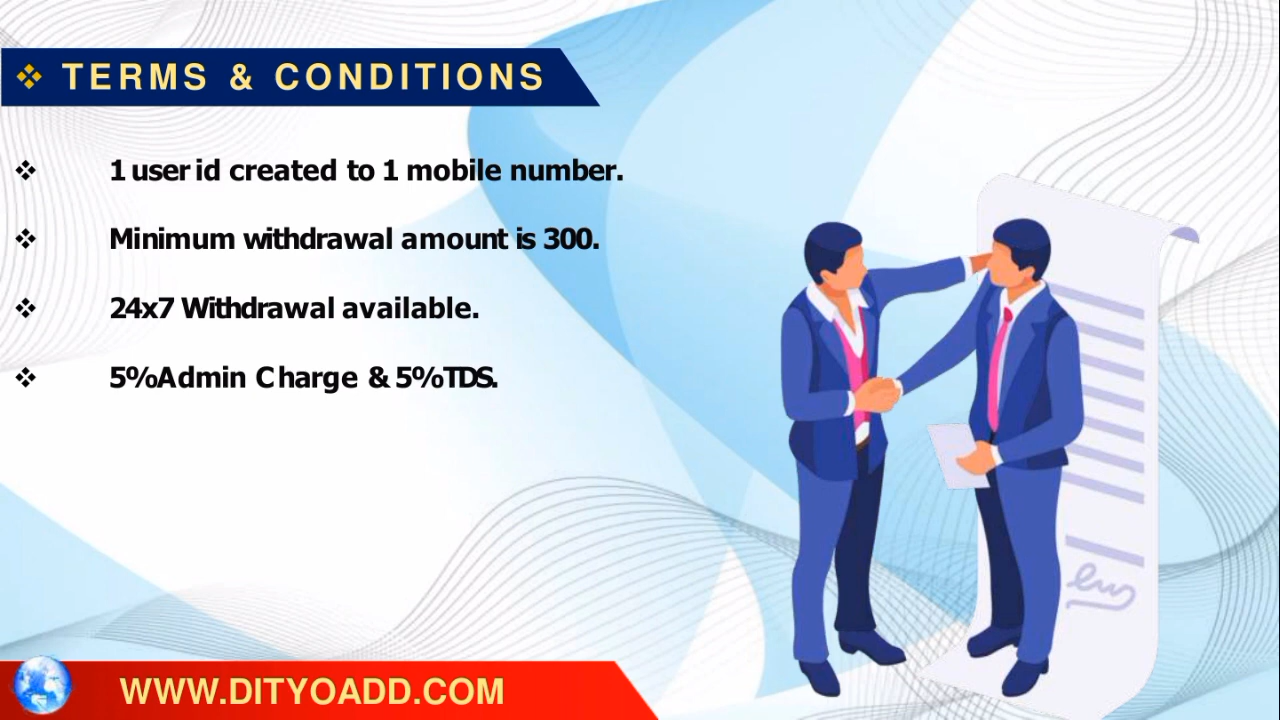 ❖ TERMS & CONDITIONS
❖ 1 user id created to 1 mobile number.
❖ Minimum withdrawal amount is 300.
❖ 24x7 Withdrawal available.
❖ 5%Admin Charge & 5%TDS.
WWW.DITYOADD.COM